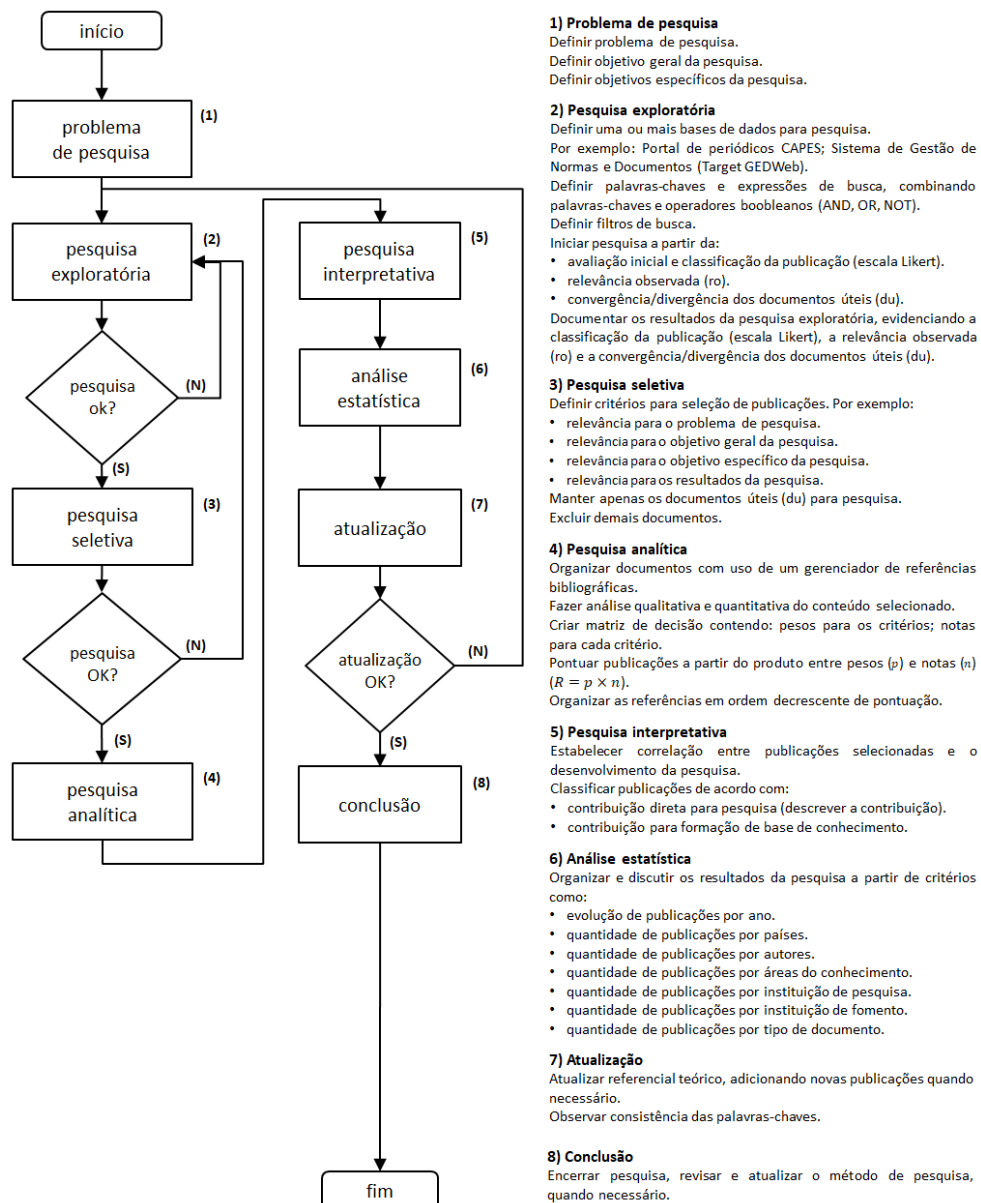 início
(1)
problema
de pesquisa
(2)
pesquisa
exploratória
pesquisa
ok?
(N)
(S)
(3)
pesquisa
seletiva
(N)
pesquisa
OK?
(S)
(4)
pesquisa
analítica
(5)
pesquisa
interpretativa
(6)
análise
estatística
(7)
atualização
(N)
atualização
OK?
(S)
(8)
conclusão
fim
1) Problema de pesquisa
Definir problema de pesquisa.
Definir objetivo geral da pesquisa.
Definir objetivos específicos da pesquisa.
2) Pesquisa exploratória
Definir uma ou mais bases de dados para pesquisa.
Por exemplo: Portal de periódicos CAPES; Sistema de Gestão de
Normas e Documentos (Target GEDWeb).
Definir palavras-chaves e expressões de busca, combinando
palavras-chaves e operadores boobleanos (AND, OR, NOT).
Definir filtros de busca.
Iniciar pesquisa a partir da:
• avaliação inicial e classificação da publicação (escala Likert).
• relevância observada (ro).
• convergência/divergência dos documentos úteis (du).
Documentar os resultados da pesquisa exploratória, evidenciando a
classificação da publicação (escala Likert), a relevância observada
(ro) e a convergência/divergência dos documentos úteis (du).
3) Pesquisa seletiva
Definir critérios para seleção de publicações. Por exemplo:
• relevância para o problema de pesquisa.
• relevância para o objetivo geral da pesquisa.
• relevância para o objetivo específico da pesquisa.
• relevância para os resultados da pesquisa.
Manter apenas os documentos úteis (du) para pesquisa.
Excluir demais documentos.
4) Pesquisa analítica
Organizar documentos com uso de um gerenciador de referências
bibliográficas.
Fazer análise qualitativa e quantitativa do conteúdo selecionado.
Criar matriz de decisão contendo: pesos para os critérios; notas
para cada critério.
Pontuar publicações a partir do produto entre pesos (p) e notas (n)
(R = p × n).
Organizar as referências em ordem decrescente de pontuação.
5) Pesquisa interpretativa
Estabelecer correlação entre publicações selecionadas e o
desenvolvimento da pesquisa.
Classificar publicações de acordo com:
• contribuição direta para pesquisa (descrever a contribuição).
• contribuição para formação de base de conhecimento.
6) Análise estatística
Organizar e discutir os resultados da pesquisa a partir de critérios
como:
• evolução de publicações por ano.
• quantidade de publicações por países.
• quantidade de publicações por autores.
• quantidade de publicações por áreas do conhecimento.
• quantidade de publicações por instituição de pesquisa.
• quantidade de publicações por instituição de fomento.
• quantidade de publicações por tipo de documento.
7) Atualização
Atualizar referencial teórico, adicionando novas publicações quando
necessário.
Observar consistência das palavras-chaves.
8) Conclusão
Encerrar pesquisa, revisar e atualizar o método de pesquisa,
quando necessário.